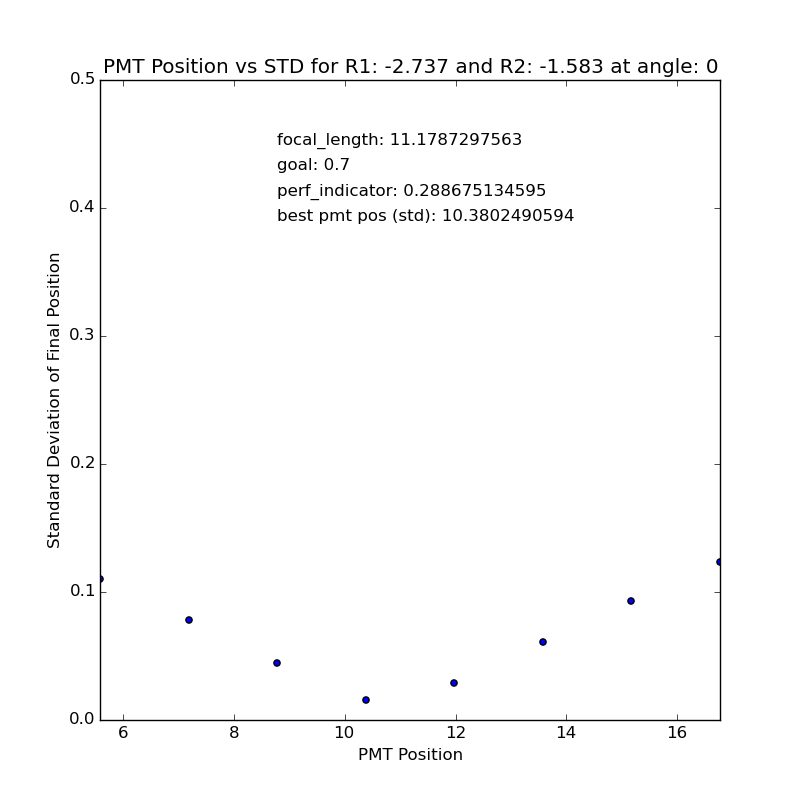 PMT Position vs STD for R1: -2.737 and R2: -1.583 at angle: 0
0.5
focal_length: 11.1787297563
goal: 0.7
perf_indicator: 0.288675134595
best pmt pos (std): 10.3802490594
0.4
0.3
0.2
0.1
0.0
Standard Deviation of Final Position
6 8 10 12 14 16
PMT Position